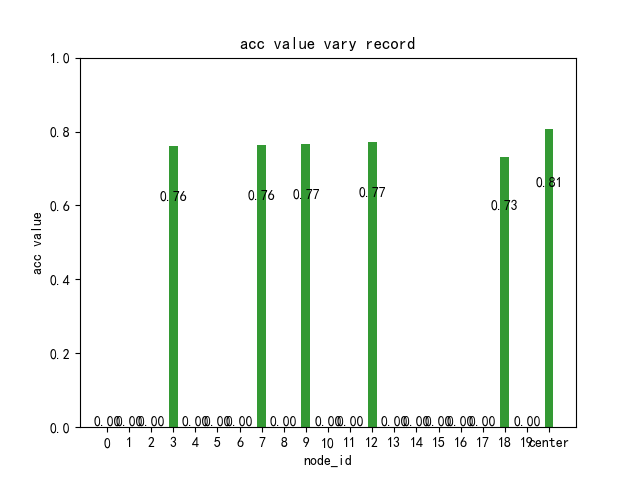 acc value vary record
1.0
0.8
0.6
0.4
0.2
0.0
acc value
0.76 0.76 0.77 0.77 0.73 0.81
0.00 0.00 0.00 0.00 0.00 0.00 0.00 0.00 0.00 0.00 0.00 0.00 0.00 0.00 0.00
0 1 2 3 4 5 6 7 8 9 10 11 12 13 14 15 16 17 18 19 center
node_id